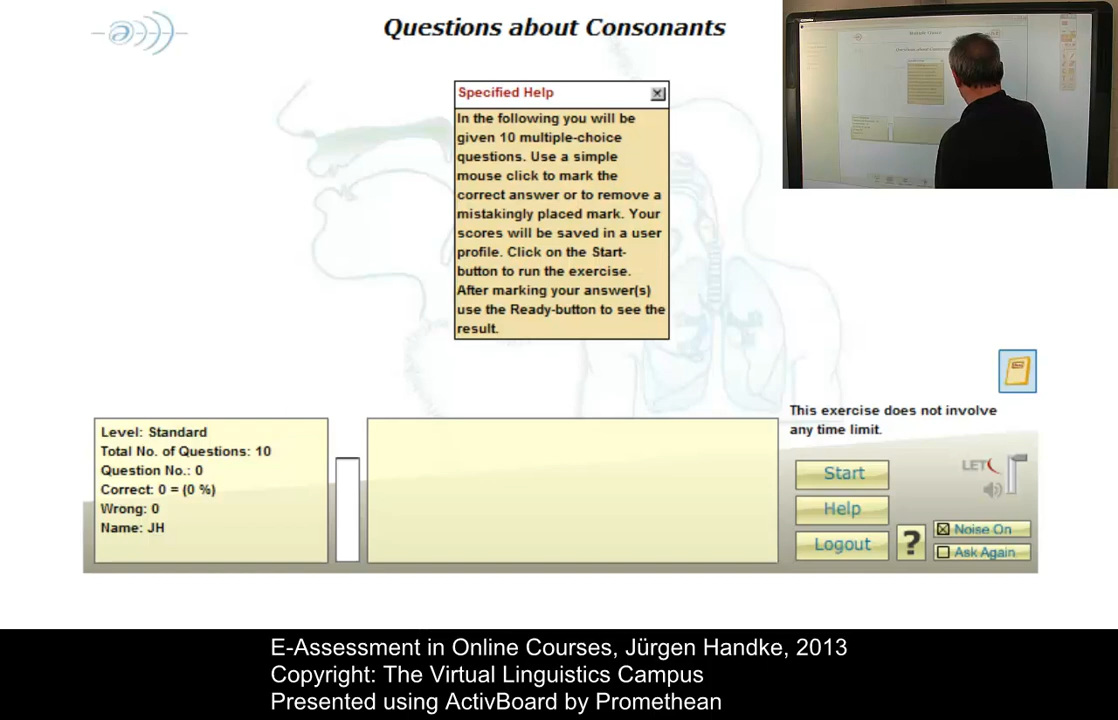 Questions about Consonants
Specified Help
In the following you will be
given 10 multiple-choice
questions. Use a simple
mouse click to mark the
correct answer or to remove a
mistakingly placed mark. Your
scores will be saved in a user
profile. Click on the Start-
button to run the exercise.
After marking your answer(s)
use the Ready-button to see the
result.
This exercise does not involve
any time limit.
Level: Standard
Total No. of Questions: 10
Question No.: 0
Correct: 0 = (0 %)
Wrong: 0
Name: JH
Start
Help
Logout
?
LET
Noise On
Ask Again
E-Assessment in Online Courses, Jürgen Handke, 2013
Copyright: The Virtual Linguistics Campus
Presented using ActivBoard by Promethean